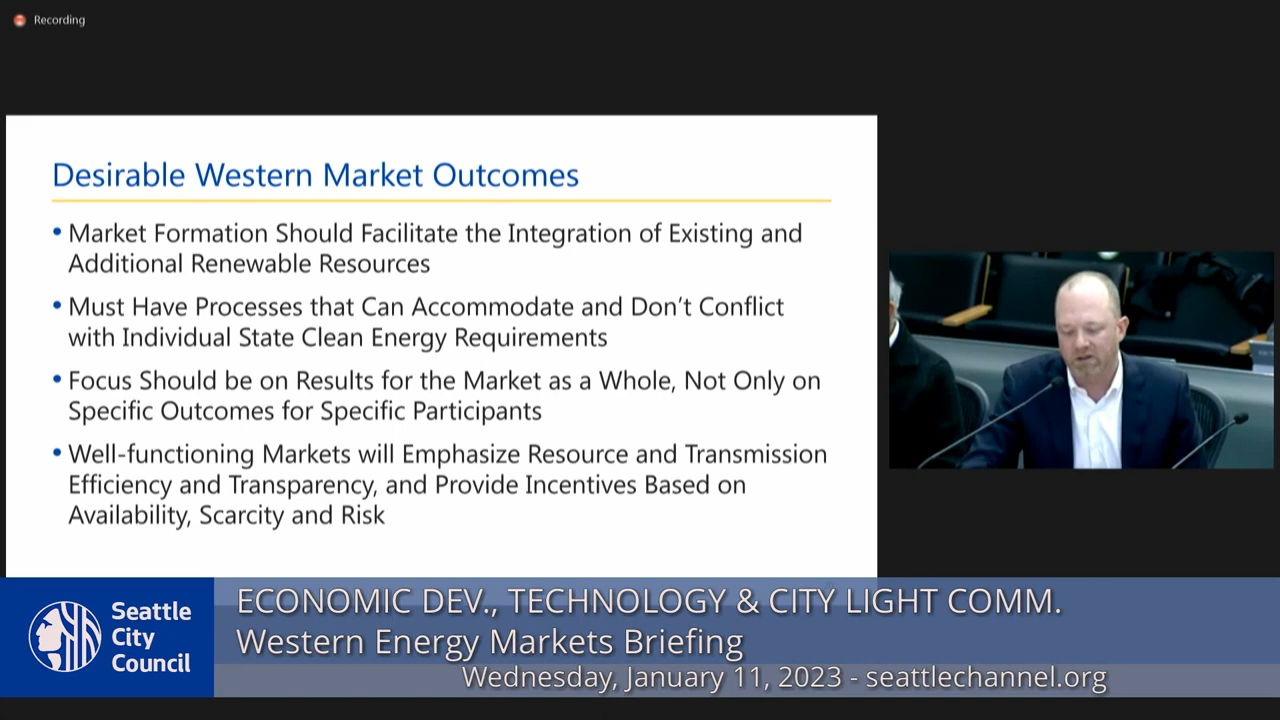 Recording
Desirable Western Market Outcomes
• Market Formation Should Facilitate the Integration of Existing and
Additional Renewable Resources
• Must Have Processes that Can Accommodate and Don't Conflict
with Individual State Clean Energy Requirements
• Focus Should be on Results for the Market as a Whole, Not Only on
Specific Outcomes for Specific Participants
• Well-functioning Markets will Emphasize Resource and Transmission
Efficiency and Transparency, and Provide Incentives Based on
Availability, Scarcity and Risk
Seattle
City
Council
ECONOMIC DEV., TECHNOLOGY & CITY LIGHT COMM.
Western Energy Markets Briefing
Wednesday, January 11, 2023 - seattlechannel.org